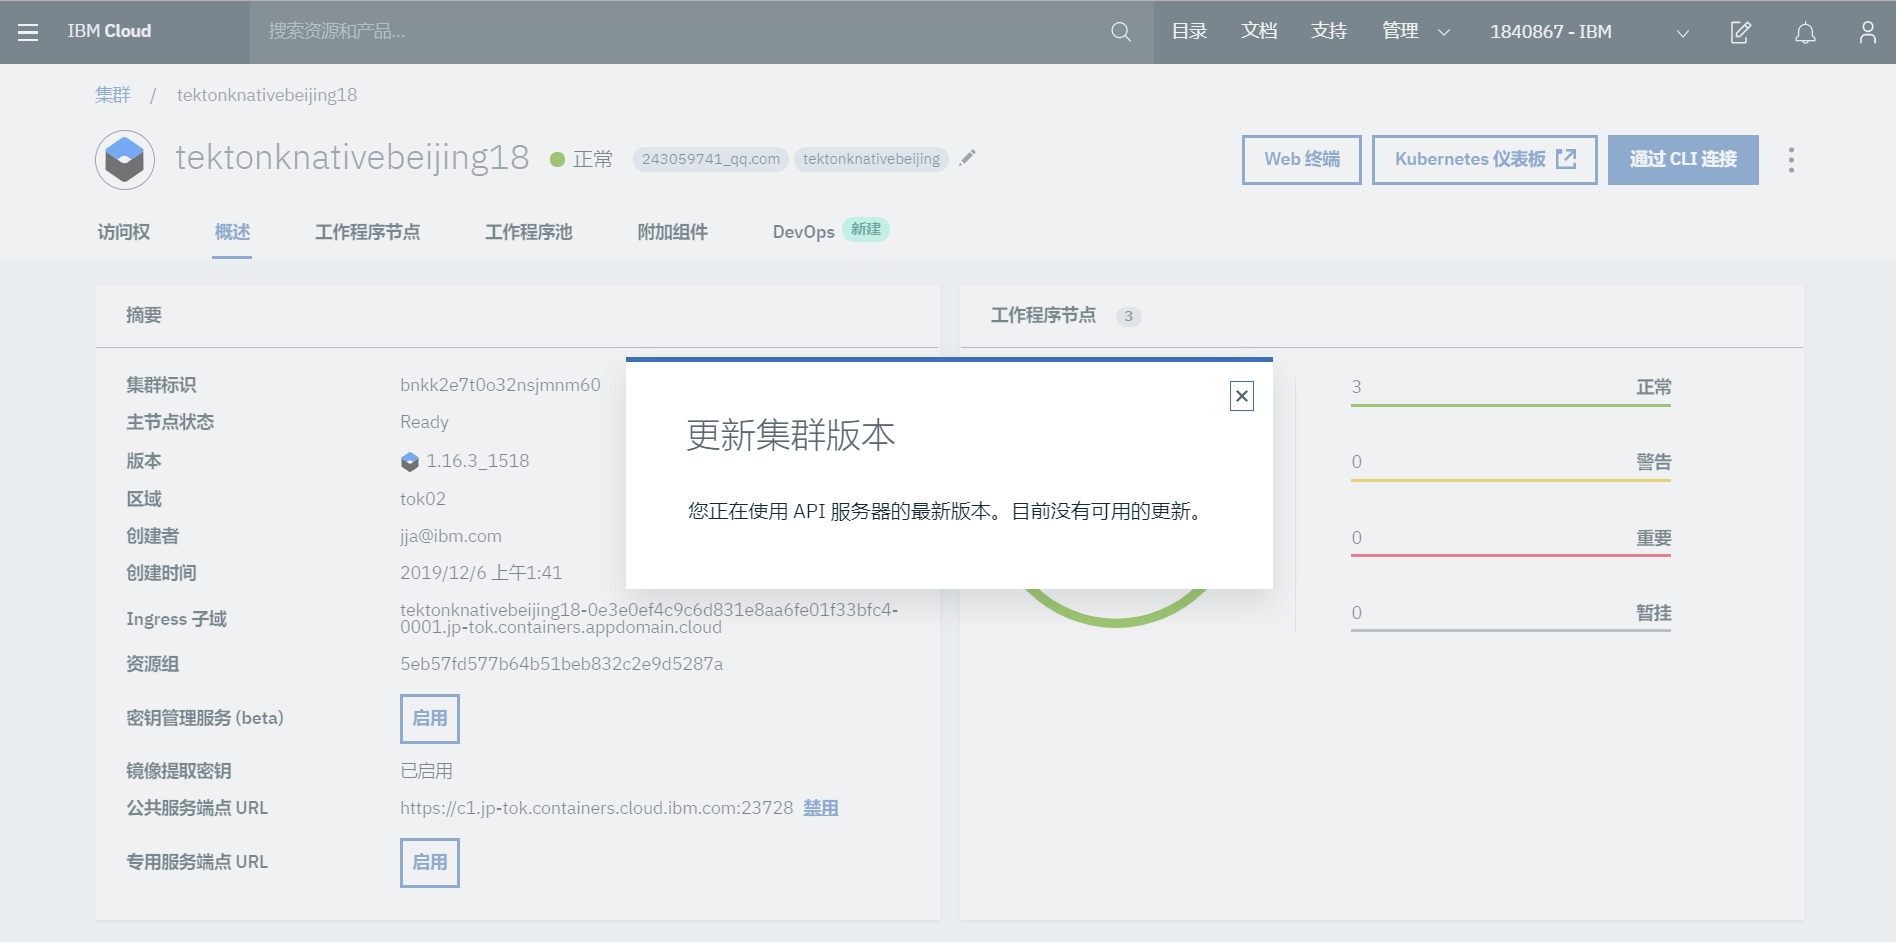 IBM Cloud
搜索资源和产品...
目录
文档
支持
管理
1840867 - IBM
集群 / tektonknativebeijing18
tektonknativebeijing18
正常
243059741_qq.com
tektonknativebeijing
Web 终端
Kubernetes 仪表板
通过 CLI 连接
访问权
概述
工作程序节点
工作程序池
附加组件
DevOps
新建
摘要
集群标识 bnkk2e7t0o32nsjmnm60
主节点状态 Ready
版本 1.16.3_1518
区域 tok02
创建者 jja@ibm.com
创建时间 2019/12/6 上午1:41
Ingress 子域 tektonknativebeijing18-0e3e0ef4c9c6d831e8aa6fe01f33bfc4-
0001.jp-tok.containers.appdomain.cloud
资源组 5eb57fd577b64b51beb832c2e9d5287a
密钥管理服务 (beta) 启用
镜像提取密钥 已启用
公共服务端点 URL https://c1.jp-tok.containers.cloud.ibm.com:23728 禁用
专用服务端点 URL 启用
工作程序节点 3
3 正常
0 警告
0 重要
0 暂挂
更新集群版本
您正在使用 API 服务器的最新版本。目前没有可用的更新。